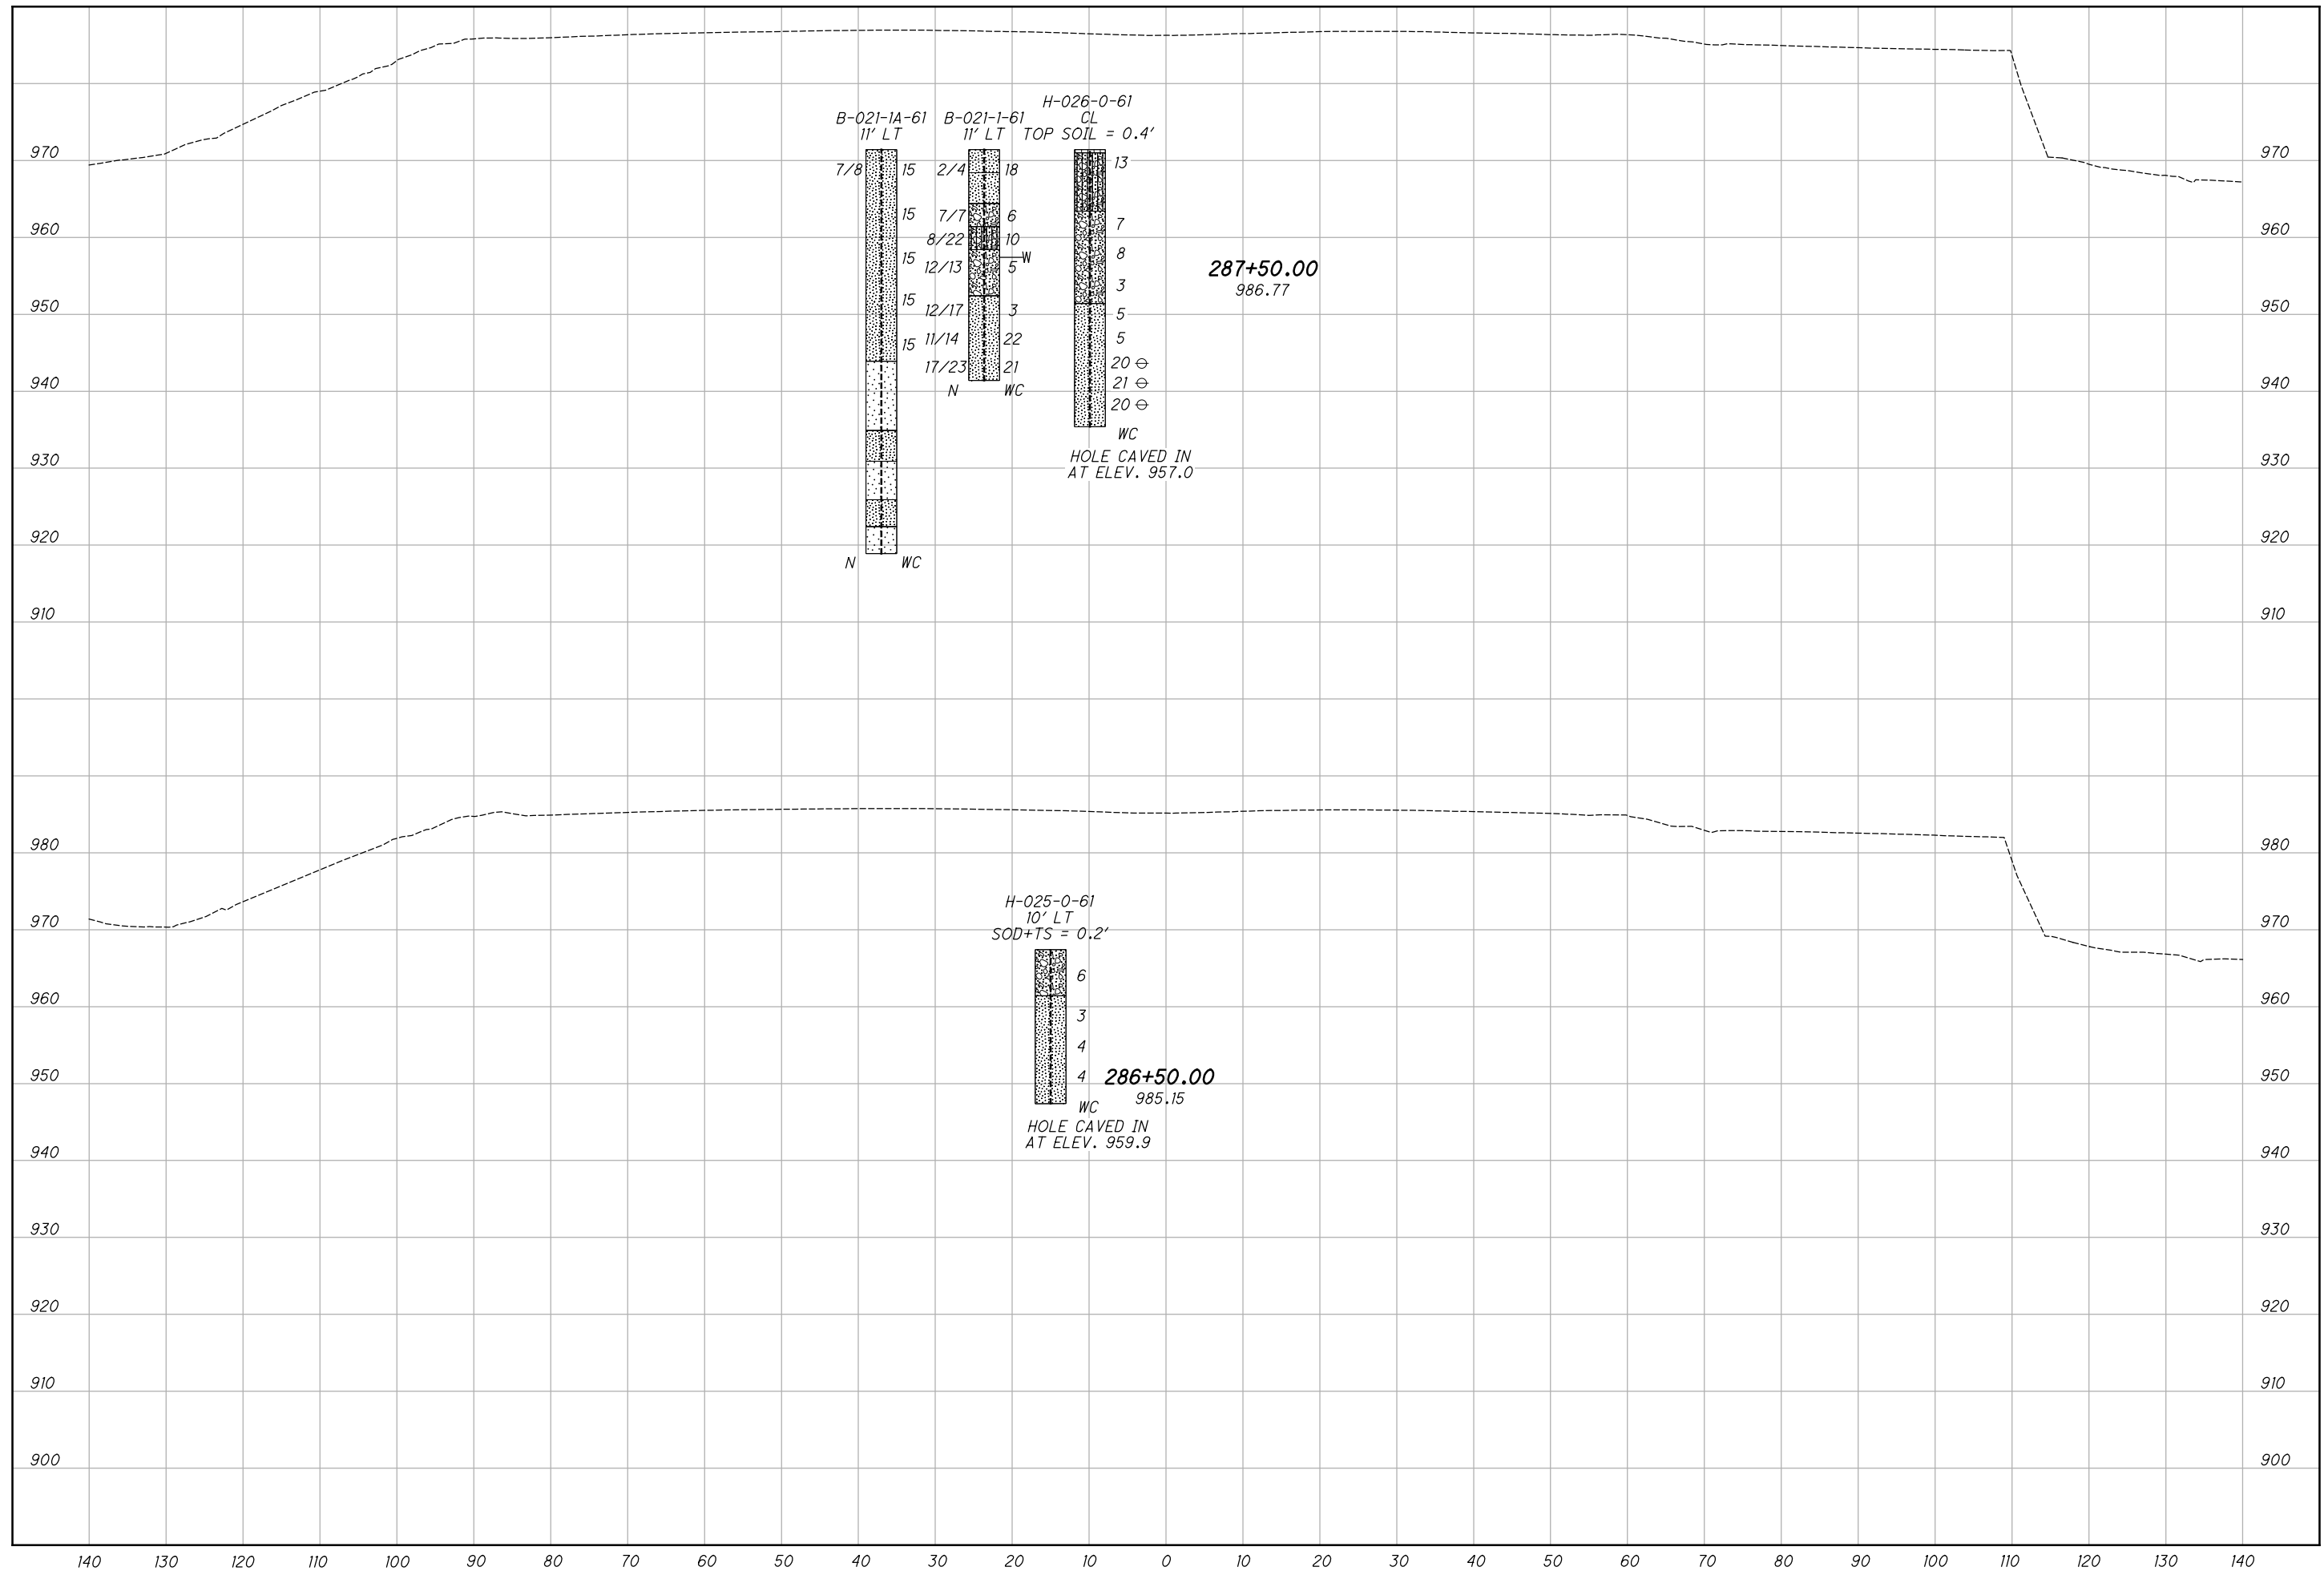 H-026-0-61
B-021-1A-61 B-021-1-61 CL
11' LT 11' LT TOP SOIL = 0.4'
970 970
7/8 15 2/4 18 13
15 7/7 6 7
960 960
8/22 10
15 12/13 5 W 8
287+50.00
986.77
15 3
950 950
12/17 3 5
15 11/14 22 5
17/23 21 20
940 940
N WC 21
20
WC
HOLE CAVED IN
930 930
AT ELEV. 957.0
920 920
N WC
910 910
980 980
H-025-0-61
10' LT
970 970
SOD+TS = 0.2'
6
960 960
3
4
950 950
4 286+50.00
985.15
WC
HOLE CAVED IN
AT ELEV. 959.9
940 940
930 930
920 920
910 910
900 900
140 130 120 110 100 90 80 70 60 50 40 30 20 10 0 10 20 30 40 50 60 70 80 90 100 110 120 130 140